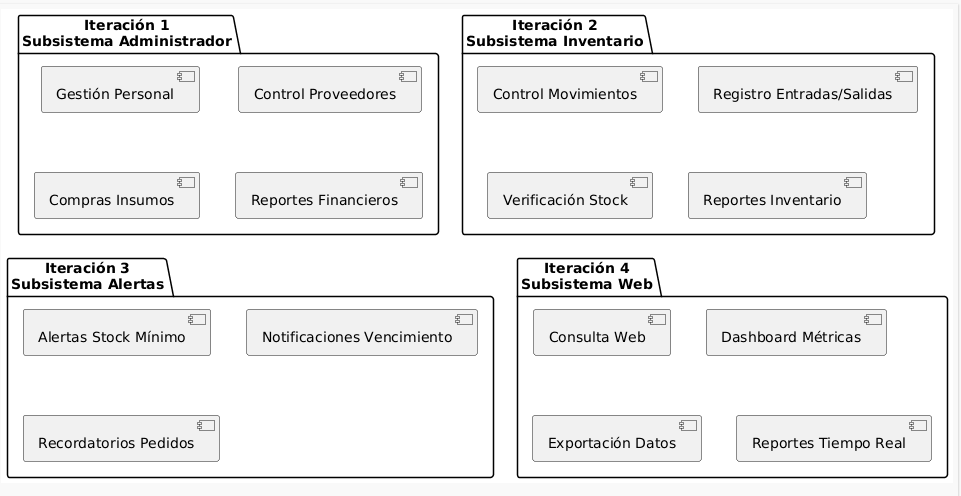 Iteración 1
Subsistema Administrador
Gestión Personal
Control Proveedores
Compras Insumos
Reportes Financieros
Iteración 2
Subsistema Inventario
Control Movimientos
Registro Entradas/Salidas
Verificación Stock
Reportes Inventario
Iteración 3
Subsistema Alertas
Alertas Stock Mínimo
Notificaciones Vencimiento
Recordatorios Pedidos
Iteración 4
Subsistema Web
Consulta Web
Dashboard Métricas
Exportación Datos
Reportes Tiempo Real